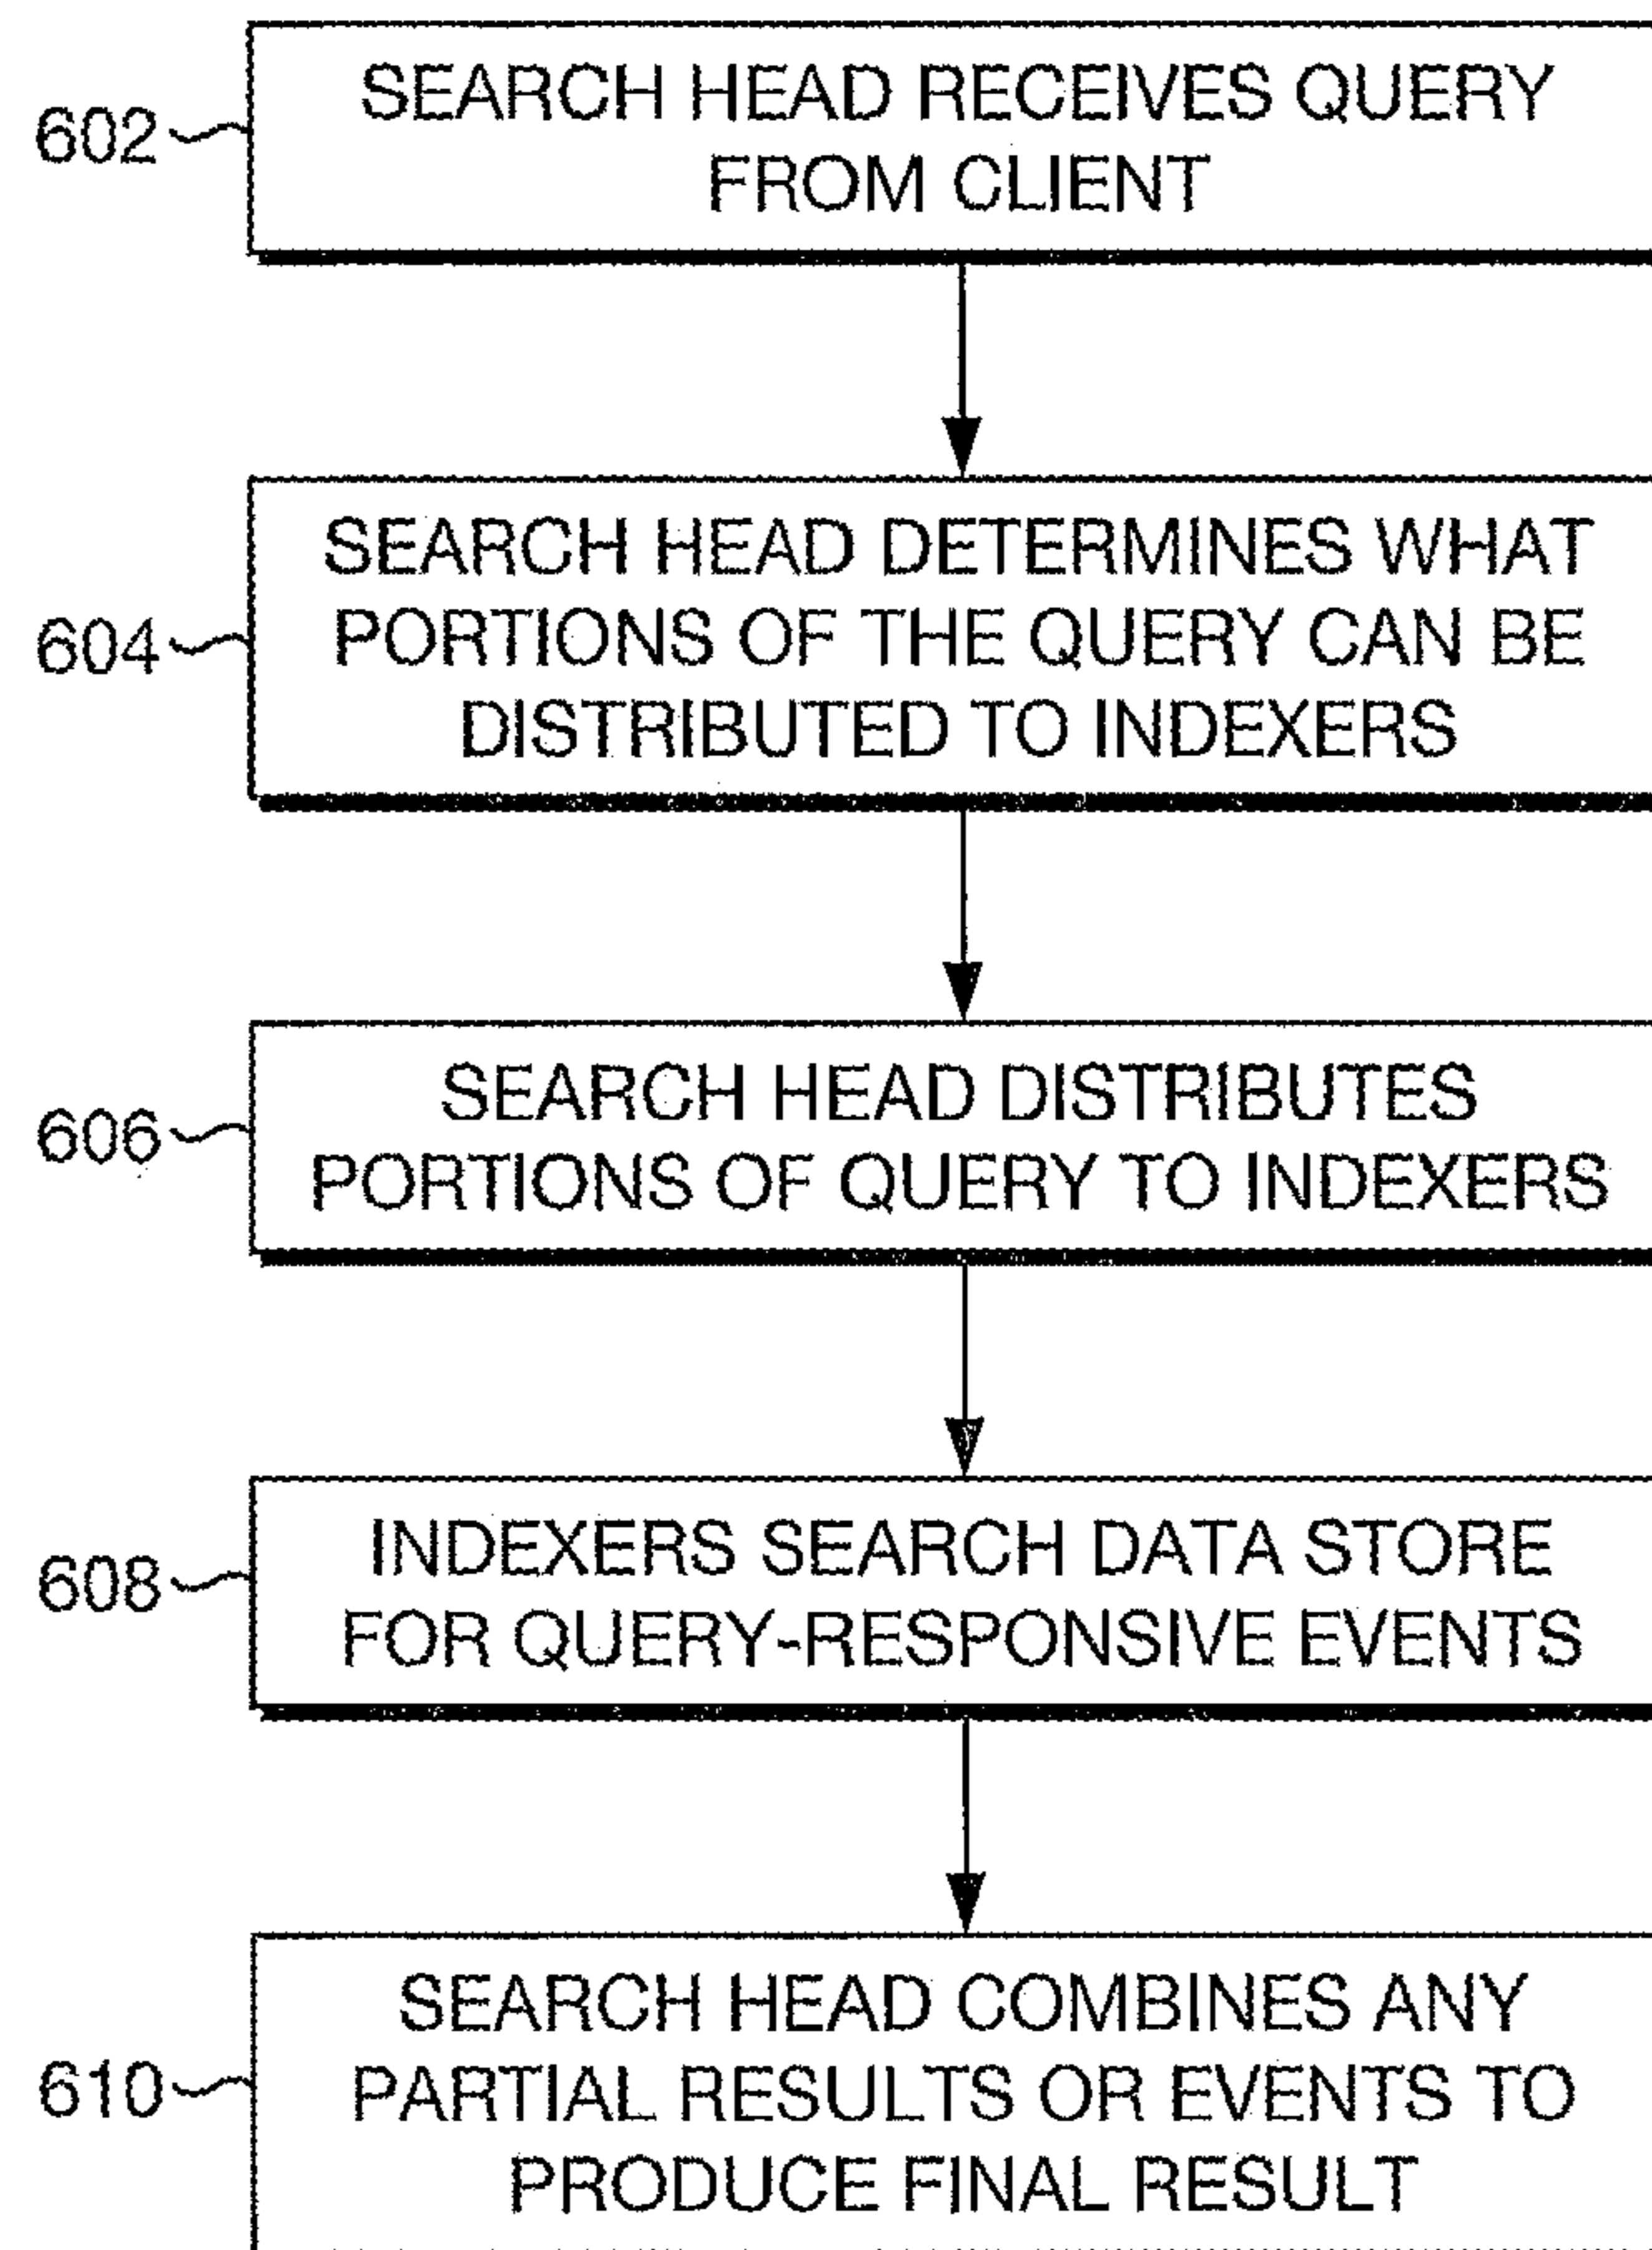 602
SEARCH HEAD RECEIVES QUERY
FROM CLIENT
604
SEARCH HEAD DETERMINES WHAT
PORTIONS OF THE QUERY CAN BE
DISTRIBUTED TO INDEXERS
606
SEARCH HEAD DISTRIBUTES
PORTIONS OF QUERY TO INDEXERS
608
INDEXERS SEARCH DATA STORE
FOR QUERY-RESPONSIVE EVENTS
610
SEARCH HEAD COMBINES ANY
PARTIAL RESULTS OR EVENTS TO
PRODUCE FINAL RESULT